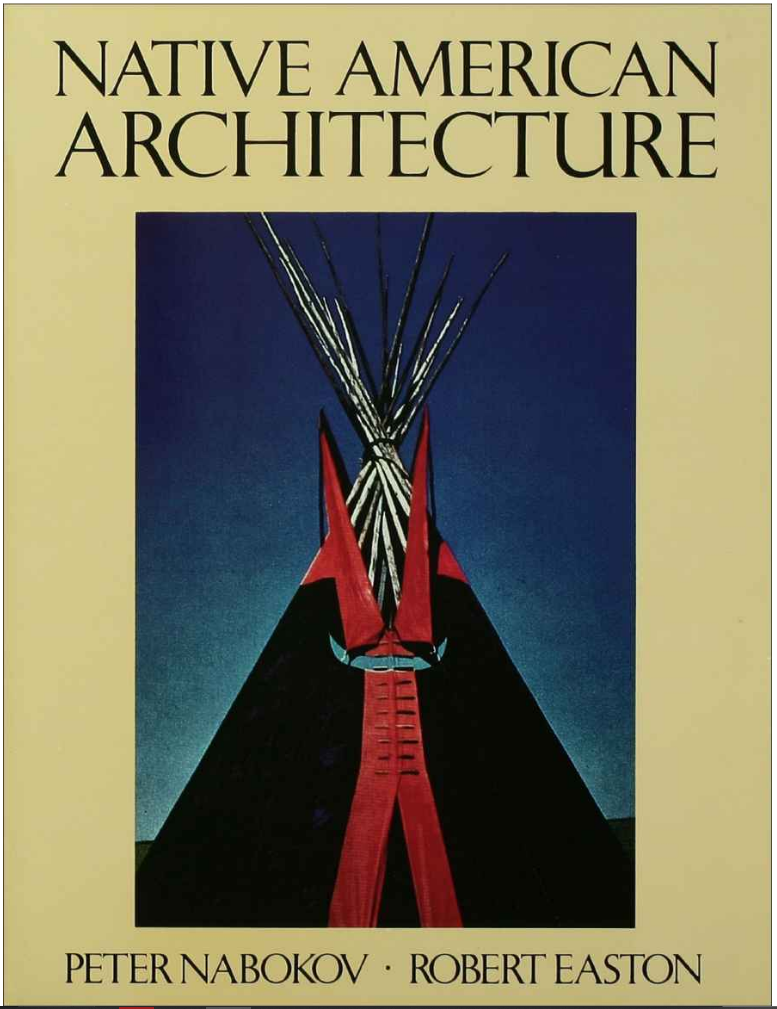 NATIVE AMERICAN
ARCHITECTURE
PETER NABOKOV · ROBERT EASTON